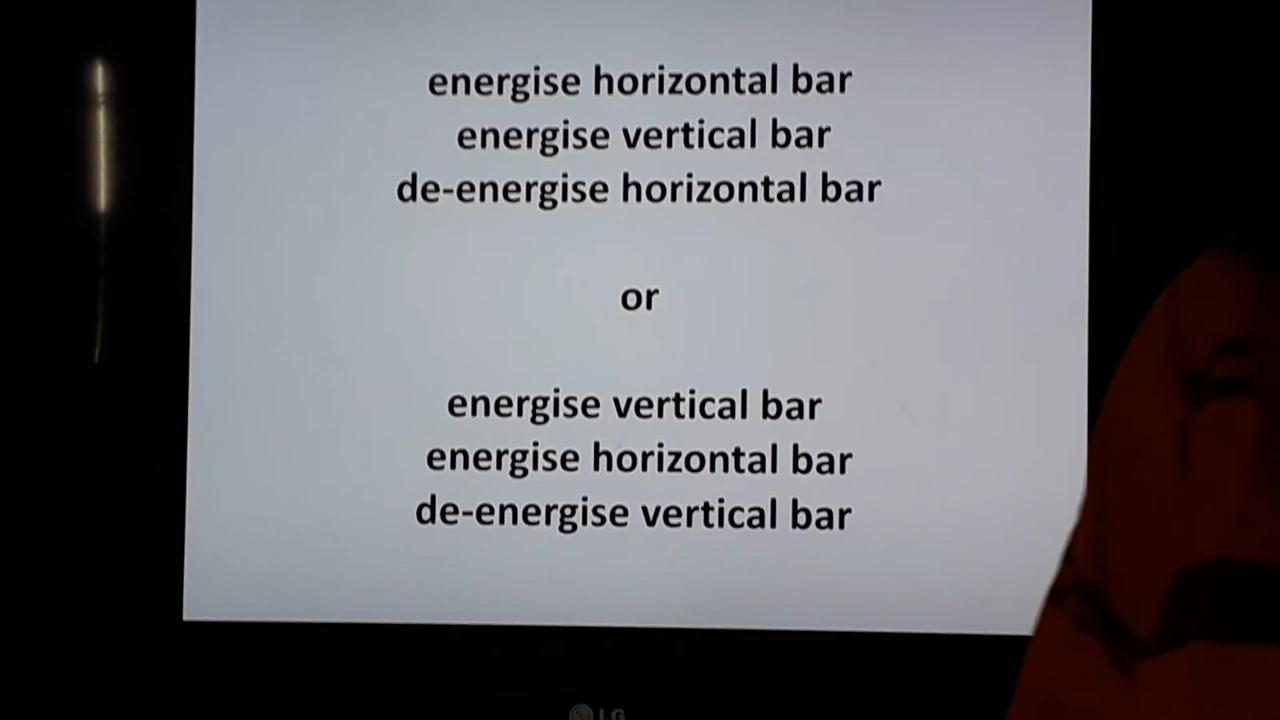 energise horizontal bar
energise vertical bar
de-energise horizontal bar
or
energise vertical bar
energise horizontal bar
de-energise vertical bar
LG